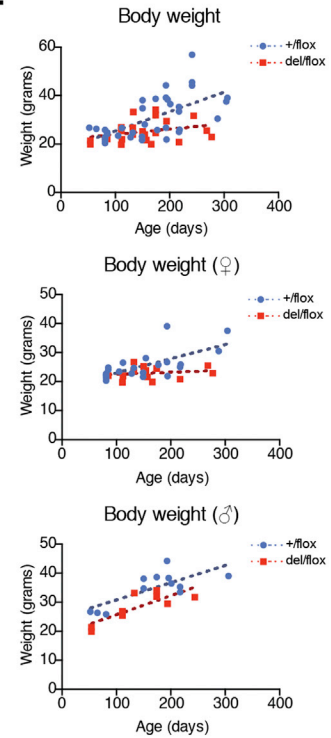 Body weight
60
40
20
0
0 100 200 300 400
Weight (grams)
Age (days)
+/flox
del/flox
Body weight (♀)
50
40
30
20
10
0
0 100 200 300 400
Weight (grams)
Age (days)
+/flox
del/flox
Body weight (♂)
50
40
30
20
10
0
0 100 200 300 400
Weight (grams)
Age (days)
+/flox
del/flox